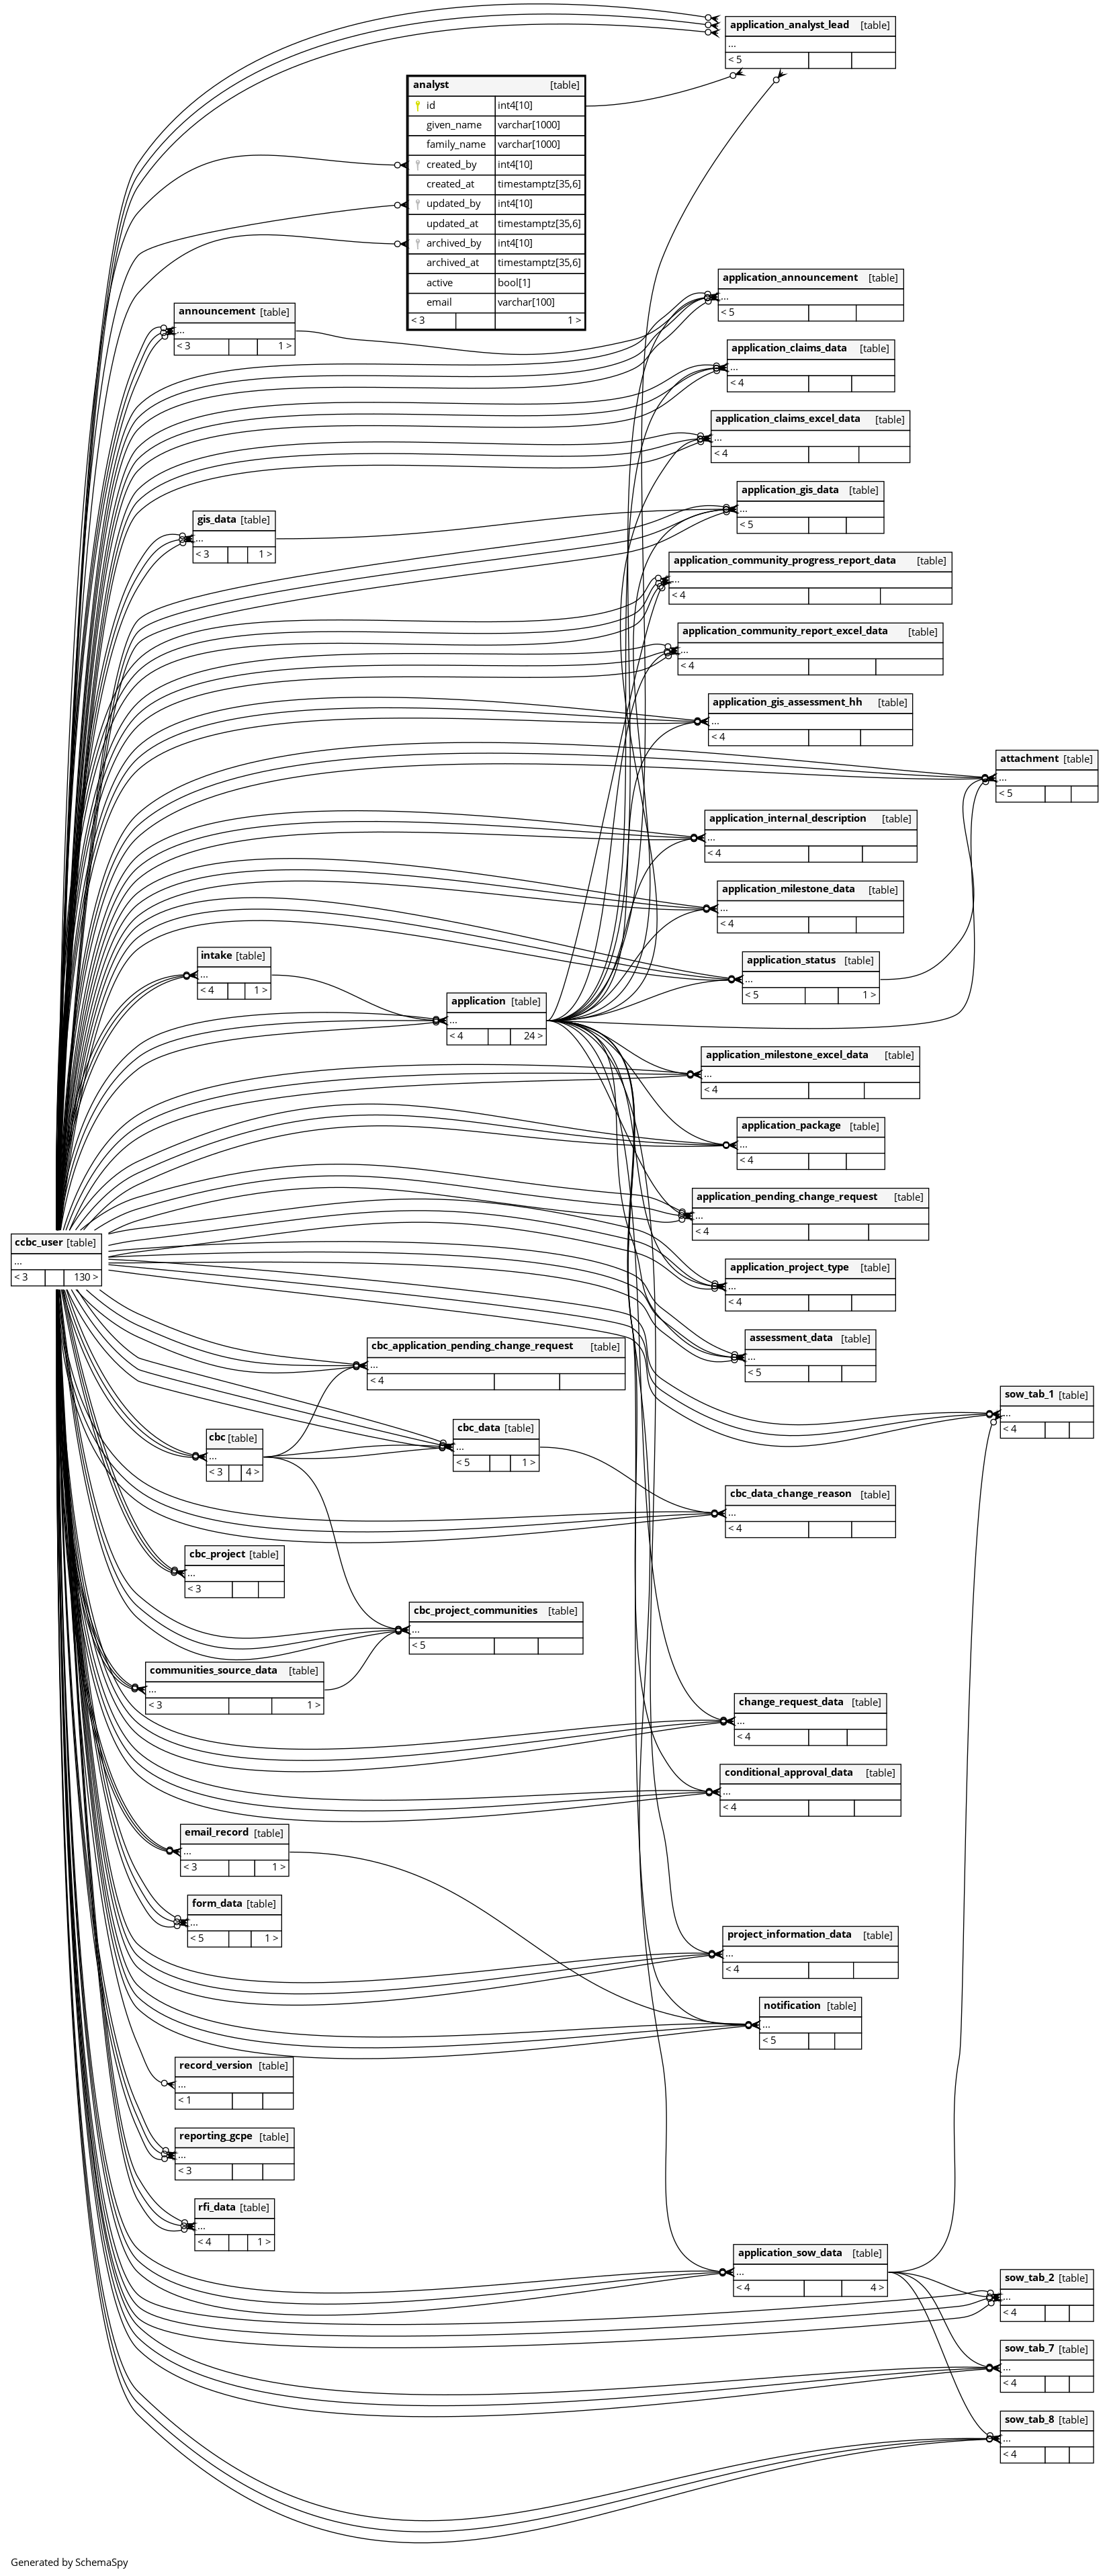 application_analyst_lead [table]
...
< 5
analyst [table]
id int4[10]
given_name varchar[1000]
family_name varchar[1000]
created_by int4[10]
created_at timestamptz[35,6]
updated_by int4[10]
updated_at timestamptz[35,6]
archived_by int4[10]
archived_at timestamptz[35,6]
active bool[1]
email varchar[100]
< 3 1 >
application_announcement [table]
...
< 5
announcement [table]
...
< 3 1 >
application_claims_data [table]
...
< 4
application_claims_excel_data [table]
...
< 4
application_gis_data [table]
...
< 5
gis_data [table]
...
< 3 1 >
application_community_progress_report_data [table]
...
< 4
application_community_report_excel_data [table]
...
< 4
application_gis_assessment_hh [table]
...
< 4
attachment [table]
...
< 5
application_internal_description [table]
...
< 4
application_milestone_data [table]
...
< 4
intake [table]
...
< 4 1 >
application_status [table]
...
< 5 1 >
application [table]
...
< 4 24 >
application_milestone_excel_data [table]
...
< 4
application_package [table]
...
< 4
application_pending_change_request [table]
...
< 4
ccbc_user [table]
...
< 3 130 >
application_project_type [table]
...
< 4
assessment_data [table]
...
< 5
cbc_application_pending_change_request [table]
...
< 4
sow_tab_1 [table]
...
< 4
cbc_data [table]
...
< 5 1 >
cbc [table]
...
< 3 4 >
cbc_data_change_reason [table]
...
< 4
cbc_project [table]
...
< 3
cbc_project_communities [table]
...
< 5
communities_source_data [table]
...
< 3 1 >
change_request_data [table]
...
< 4
conditional_approval_data [table]
...
< 4
email_record [table]
...
< 3 1 >
form_data [table]
...
< 5 1 >
project_information_data [table]
...
< 4
notification [table]
...
< 5
record_version [table]
...
< 1
reporting_gcpe [table]
...
< 3
rfi_data [table]
...
< 4 1 >
application_sow_data [table]
...
< 4 4 >
sow_tab_2 [table]
...
< 4
sow_tab_7 [table]
...
< 4
sow_tab_8 [table]
...
< 4
Generated by SchemaSpy